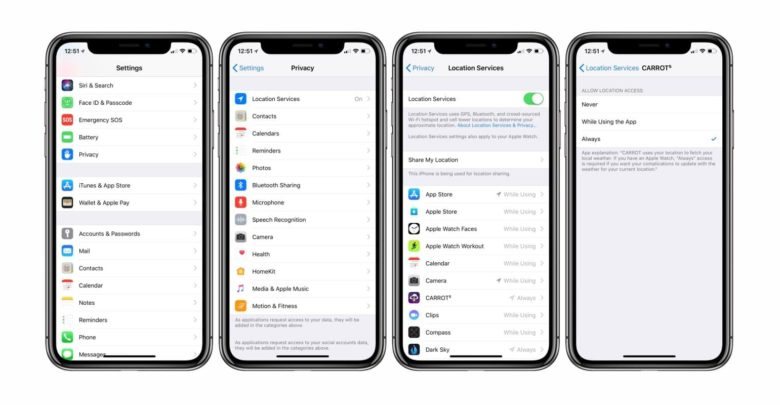 12:51
Settings
Siri & Search
Face ID & Passcode
SOS
Emergency SOS
Battery
Privacy
iTunes & App Store
Wallet & Apple Pay
Accounts & Passwords
Mail
Contacts
Calendar
Notes
Reminders
Phone
Messages
12:51
Settings
Privacy
Location Services
On
Contacts
Calendars
Reminders
Photos
Bluetooth Sharing
Microphone
Speech Recognition
Camera
Health
HomeKit
Media & Apple Music
Motion & Fitness
As applications request access to your data, they will be
added in the categories above.
As applications request access to your social accounts data,
they will be added in the categories above.
12:51
Privacy
Location Services
Location Services
Location Services uses GPS, Bluetooth, and crowd-sourced
Wi-Fi hotspot and cell tower locations to determine your
approximate location. About Location Services & Privacy...
Location Services settings also apply to your Apple Watch.
Share My Location
This iPhone is being used for location sharing.
App Store While Using
Apple Store While Using
Apple Watch Faces While Using
Apple Watch Workout While Using
Calendar While Using
Camera While Using
CARROT⁵ Always
Clips While Using
Compass While Using
Dark Sky Always
12:51
Location Services
CARROT⁵
ALLOW LOCATION ACCESS
Never
While Using the App
Always
App explanation: "CARROT uses your location to fetch your
local weather. If you have an Apple Watch, "Always" access
is required if you want your complications to update with the
weather for your current location."